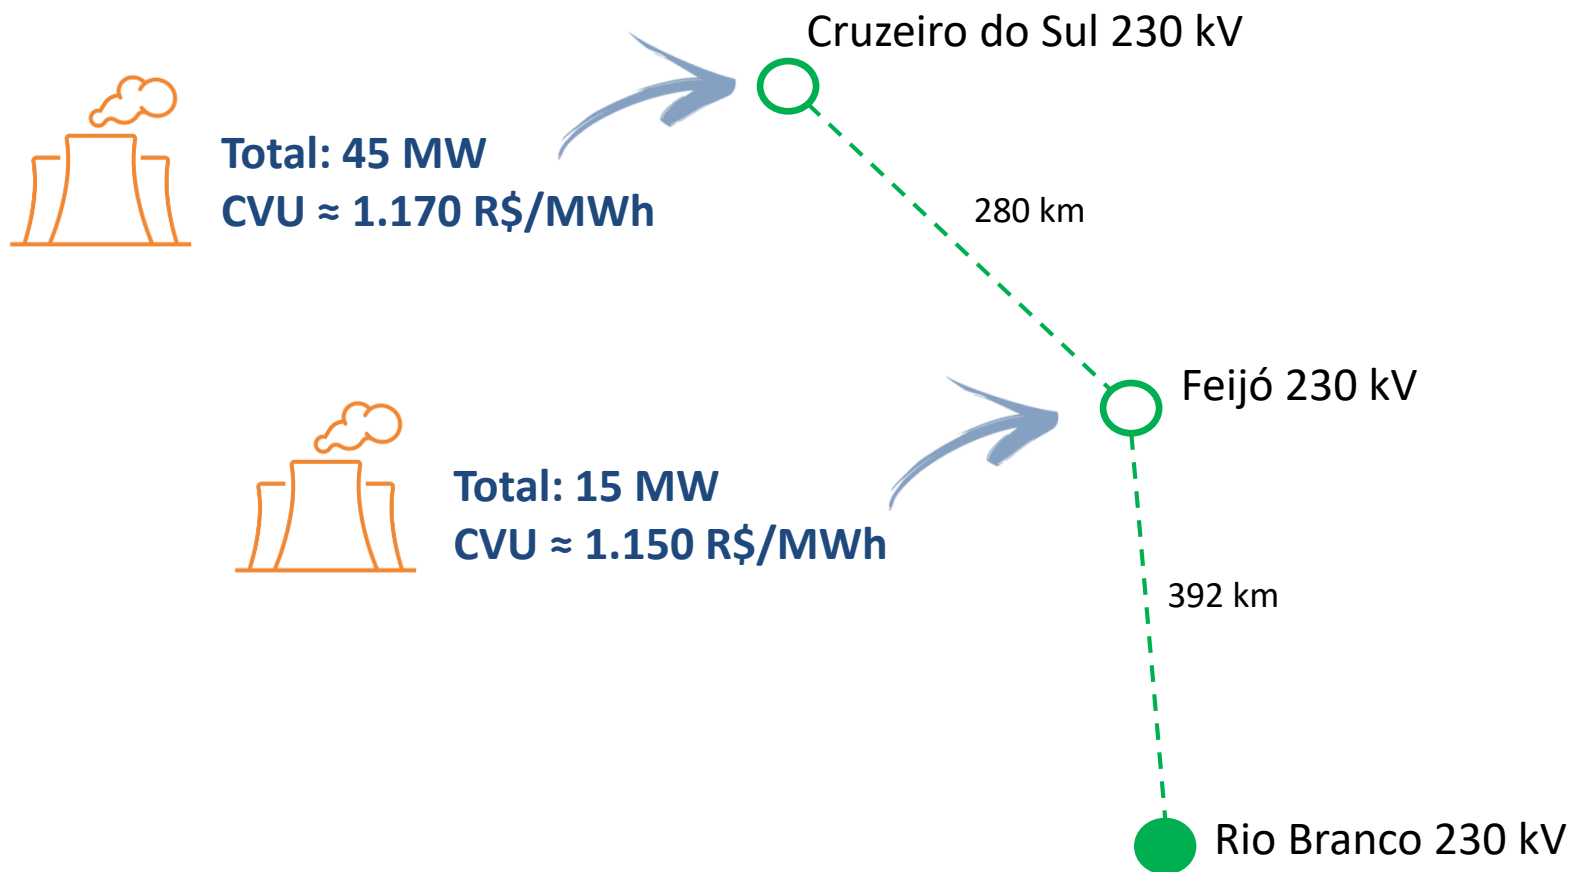 Cruzeiro do Sul 230 kV
Total: 45 MW
CVU ≈ 1.170 R$/MWh
280 km
Feijó 230 kV
Total: 15 MW
CVU ≈ 1.150 R$/MWh
392 km
Rio Branco 230 kV